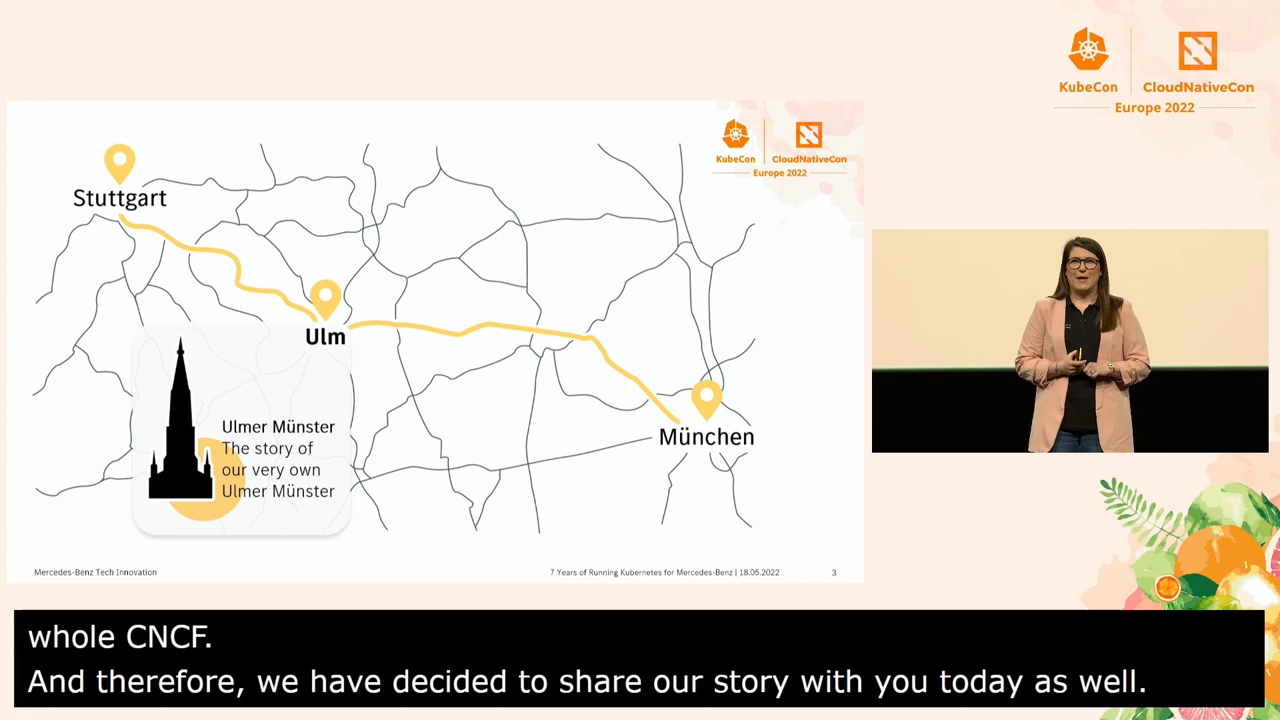 KubeCon
CloudNativeCon
Europe 2022
KubeCon
CloudNativeCon
Europe 2022
Stuttgart
Ulm
München
Ulmer Münster
The story of
our very own
Ulmer Münster
Mercedes-Benz Tech Innovation
7 Years of Running Kubernetes for Mercedes-Benz | 18.05.2022
3
whole CNCF.
And therefore, we have decided to share our story with you today as well.